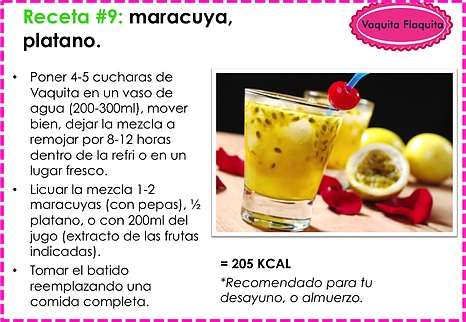 Receta #9: maracuya,
platano.
Vaquita Flaquita
• Poner 4-5 cucharas de
Vaquita en un vaso de
agua (200-300ml), mover
bien, dejar la mezcla a
remojar por 8-12 horas
dentro de la refri o en un
lugar fresco.
• Licuar la mezcla 1-2
maracuyas (con pepas), ½
platano, o con 200ml del
jugo (extracto de las frutas
indicadas).
• Tomar el batido
reemplazando una
comida completa.
= 205 KCAL
*Recomendado para tu
desayuno, o almuerzo.